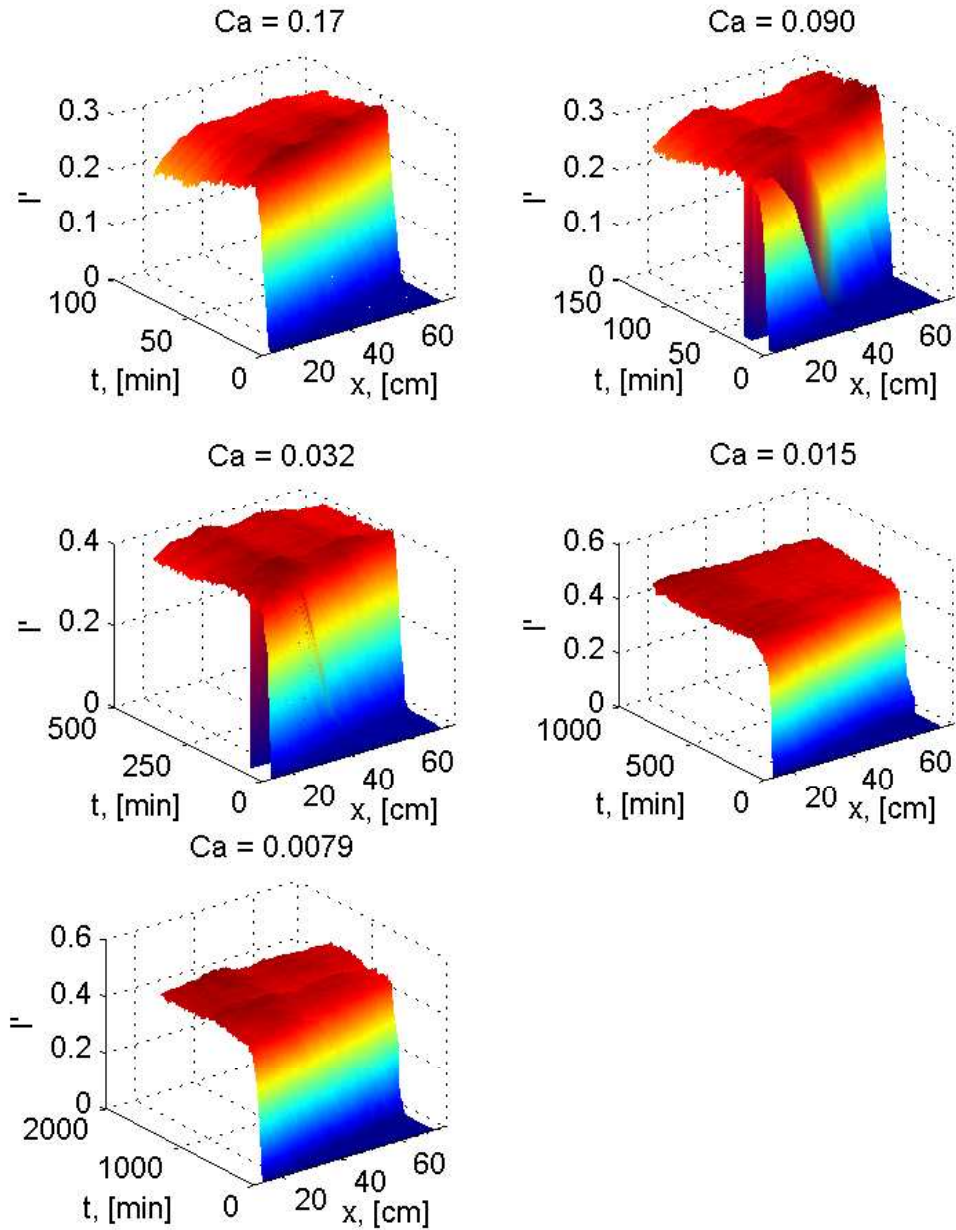 Ca = 0.17
0.3
0.2
0.1
0
I'
100
50
0
t, [min]
20
40
60
x, [cm]
Ca = 0.090
0.3
0.2
0.1
0
I'
150
100
50
0
t, [min]
20
40
60
x, [cm]
Ca = 0.032
0.4
0.2
0
I'
500
250
0
t, [min]
20
40
60
x, [cm]
Ca = 0.015
0.6
0.4
0.2
0
I'
1000
500
0
t, [min]
20
40
60
x, [cm]
Ca = 0.0079
0.6
0.4
0.2
0
I'
2000
1000
0
t, [min]
20
40
60
x, [cm]